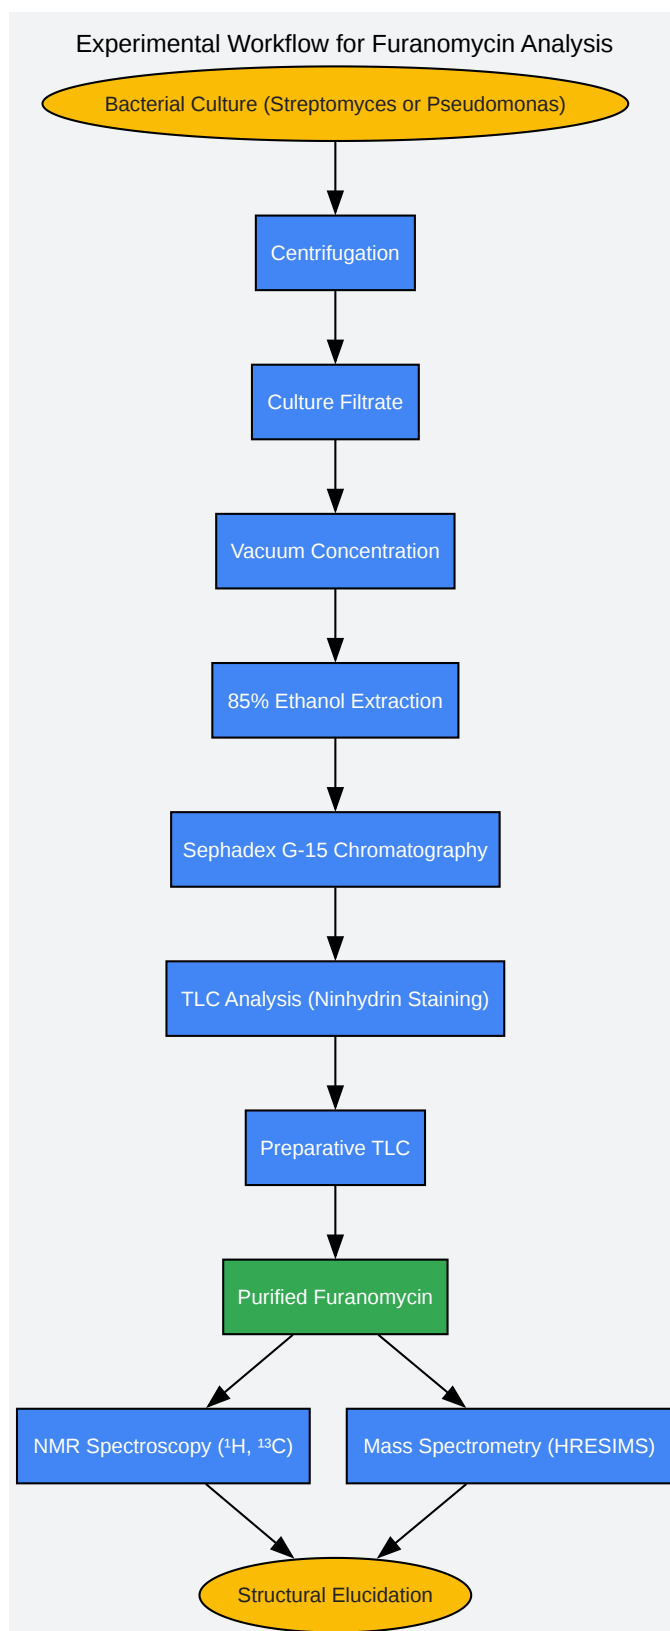 Experimental Workflow for Furanomycin Analysis
Bacterial Culture (Streptomyces or Pseudomonas)
Centrifugation
Culture Filtrate
Vacuum Concentration
85% Ethanol Extraction
Sephadex G-15 Chromatography
TLC Analysis (Ninhydrin Staining)
Preparative TLC
Purified Furanomycin
NMR Spectroscopy (¹H, ¹³C)
Mass Spectrometry (HRESIMS)
Structural Elucidation